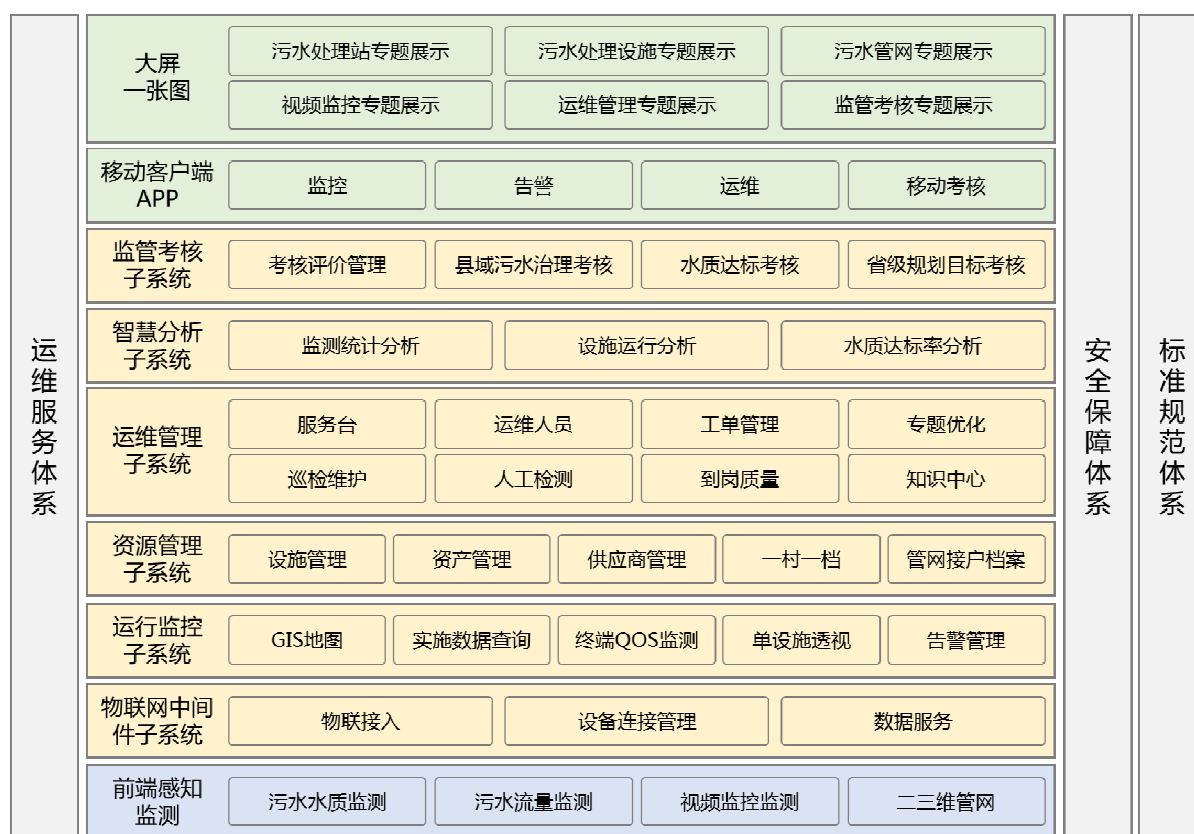 运维服务体系
大屏
一张图
污水处理站专题展示
污水处理设施专题展示
污水管网专题展示
视频监控专题展示
运维管理专题展示
监管考核专题展示
移动客户端
APP
监控
告警
运维
移动考核
监管考核
子系统
考核评价管理
县域污水治理考核
水质达标考核
省级规划目标考核
智慧分析
子系统
监测统计分析
设施运行分析
水质达标率分析
运维管理
子系统
服务台
运维人员
工单管理
专题优化
巡检维护
人工检测
到岗质量
知识中心
资源管理
子系统
设施管理
资产管理
供应商管理
一村一档
管网接户档案
运行监控
子系统
GIS地图
实施数据查询
终端QOS监测
单设施透视
告警管理
物联网中间
件子系统
物联接入
设备连接管理
数据服务
前端感知
监测
污水水质监测
污水流量监测
视频监控监测
二三维管网
安全保障体系
标准规范体系